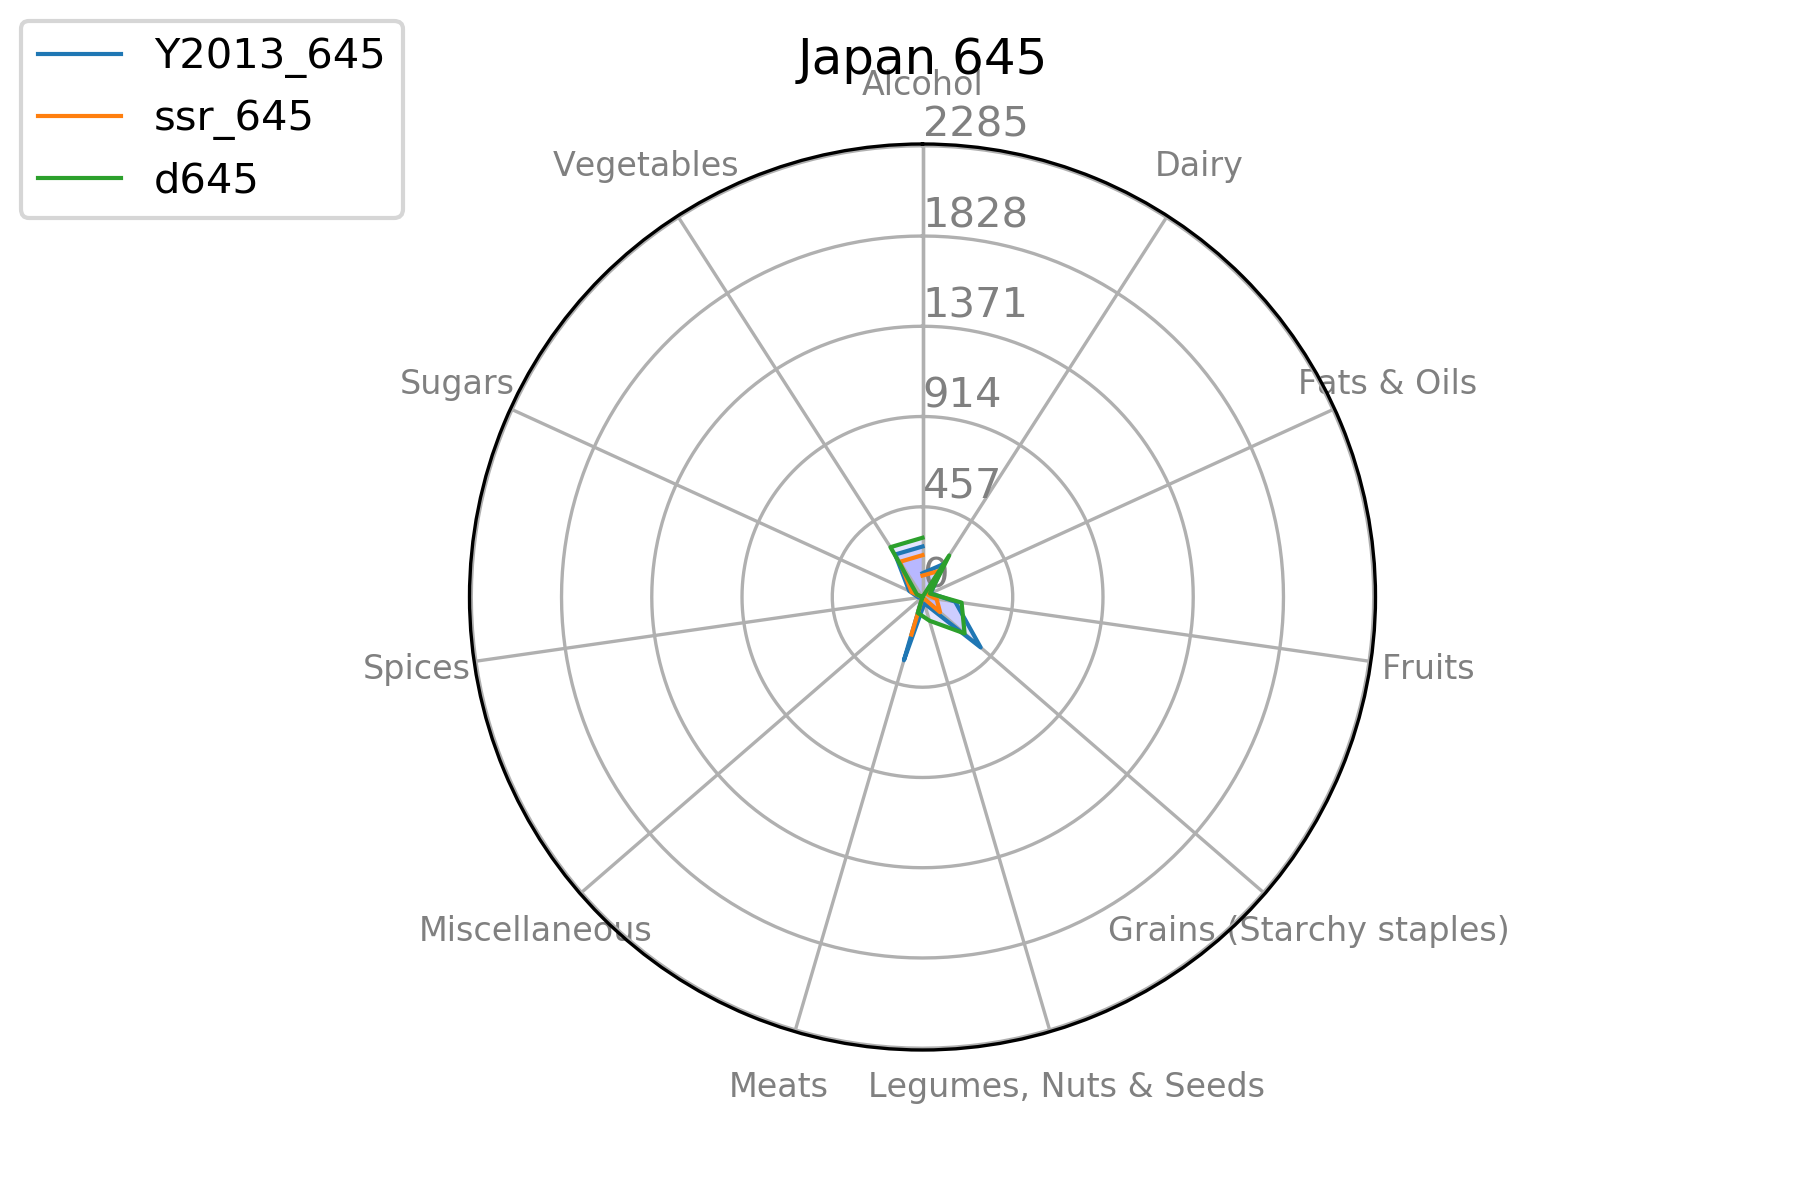 Y2013_645
ssr_645
d645
Japan 645
Alcohol
2285
Vegetables
Dairy
1828
1371
Sugars
Fats & Oils
914
457
0
Spices
Fruits
Miscellaneous
Grains (Starchy staples)
Meats
Legumes, Nuts & Seeds